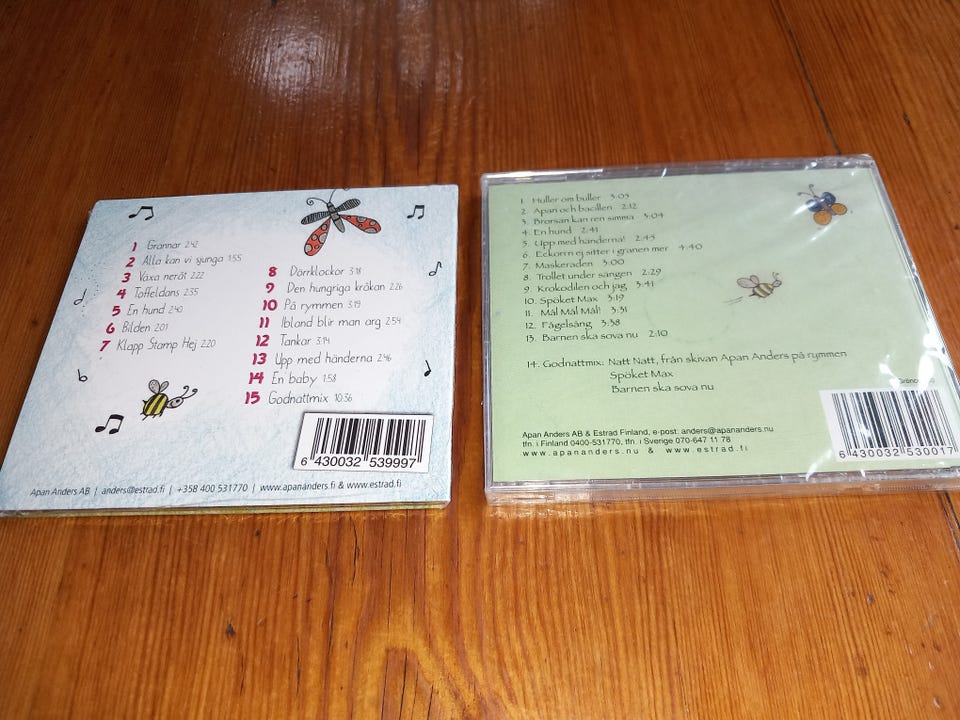 1 Grannar 2:42
2 Alla kan vi sjunga 1:55
3 Växa neråt 2:22
4 Toffeldans 2:35
5 En hund 2:40
6 Bilden 2:01
7 Klapp Stamp Hej 2:20
8 Dörrklockor 3:18
9 Den hungriga kråkan 2:26
10 På rymmen 3:19
11 Ibland blir man arg 2:54
12 Tankar 3:14
13 Upp med händerna 2:46
14 En baby 1:58
15 Godnattmix 10:36
6 430032 539997
Apan Anders AB | anders@estrad.fi | +358 400 531770 | www.apananders.fi & www.estrad.fi
1. Huller om buller 3:03
2. Apan och bacillen 2:12
3. Brorsan kan ren simma 3:04
4. En hund 2:41
5. Upp med händerna! 2:45
6. Eckorrn ej sitter i granen mer 4:40
7. Maskeraden 3:00
8. Trollet under sängen 2:29
9. Krokodilen och jag 3:41
10. Spöket Max 3:19
11. Mål Mål Mål! 3:31
12. Fågelsång 3:38
13. Barnen ska sova nu 2:10
14. Godnattmix: Natt Natt, från skivan Apan Anders på rymmen
Spöket Max
Barnen ska sova nu
Apan Anders AB & Estrad Finland, e-post: anders@apananders.nu
tfn. i Finland 0400-531770, tfn. i Sverige 070-647 11 78
www.apananders.nu & www.estrad.fi
6 430032 530017